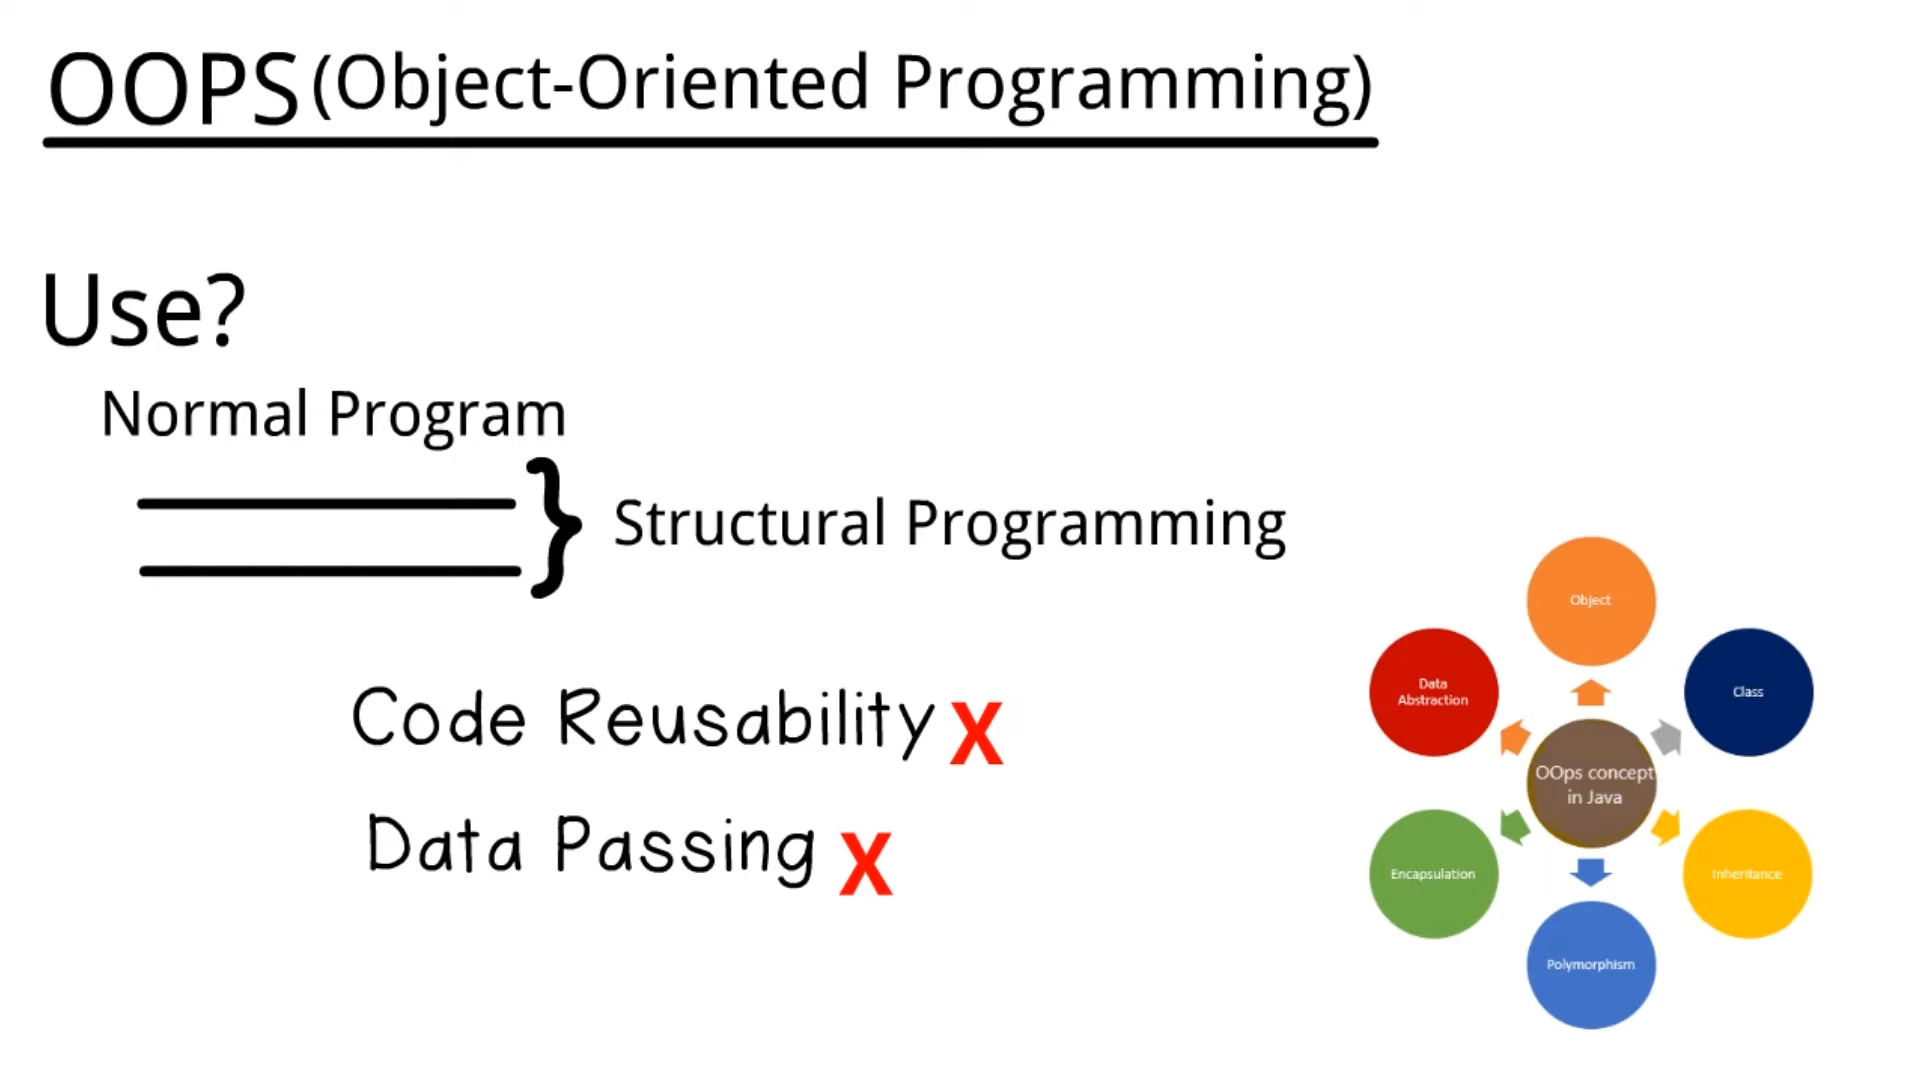 OOPS (Object-Oriented Programming)
Use?
Normal Program
} Structural Programming
Code Reusability X
Data Passing X
Object
Data
Abstraction
Class
OOps concept
in Java
Encapsulation
Inheritance
Polymorphism